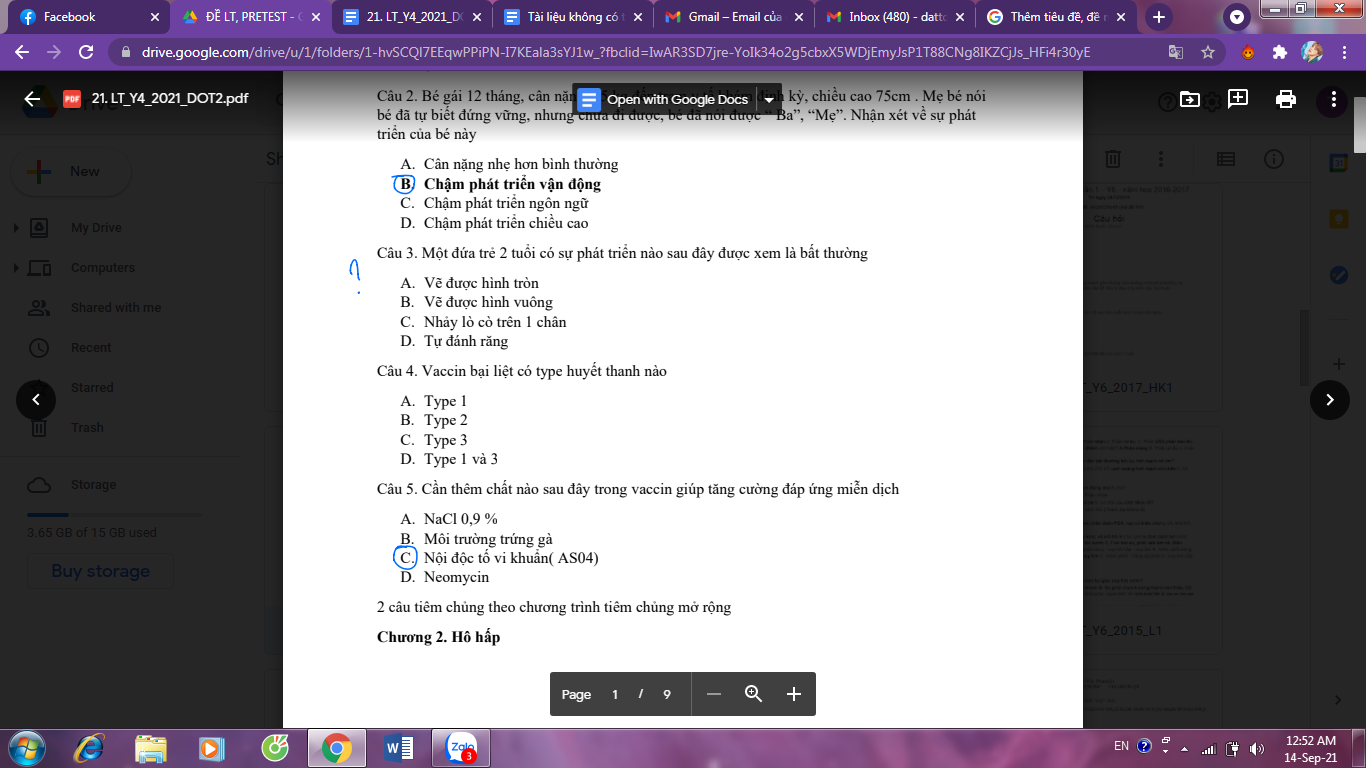 Facebook
ĐỀ LT, PRETEST - G
21. LT_Y4_2021_DO
Tài liệu không có t
Gmail – Email của
Inbox (480) - datto
Thêm tiêu đề, đề n
drive.google.com/drive/u/1/folders/1-hvSCQl7EEqwPPiPN-I7KEala3sYJ1w_?fbclid=IwAR3SD7jre-YoIk34o2g5cbxX5WDjEmyJsP1T88CNg8IKZCjJs_HFi4r30yE
PDF 21. LT_Y4_2021_DOT2.pdf
Open with Google Docs
New
My Drive
Computers
Shared with me
Recent
Starred
Trash
Storage
3.65 GB of 15 GB used
Buy storage
Câu 2. Bé gái 12 tháng, cân nặn kỳ, chiều cao 75cm . Mẹ bé nói
bé đã tự biết đứng vững, nhưng chưa đi được, bé đã nói được " Ba", "Mẹ". Nhận xét về sự phát
triển của bé này
A. Cân nặng nhẹ hơn bình thường
B. Chậm phát triển vận động
C. Chậm phát triển ngôn ngữ
D. Chậm phát triển chiều cao
Câu 3. Một đứa trẻ 2 tuổi có sự phát triển nào sau đây được xem là bất thường
?
A. Vẽ được hình tròn
B. Vẽ được hình vuông
C. Nhảy lò cò trên 1 chân
D. Tự đánh răng
Câu 4. Vaccin bại liệt có type huyết thanh nào
A. Type 1
B. Type 2
C. Type 3
D. Type 1 và 3
Câu 5. Cần thêm chất nào sau đây trong vaccin giúp tăng cường đáp ứng miễn dịch
A. NaCl 0,9 %
B. Môi trường trứng gà
C. Nội độc tố vi khuẩn( AS04)
D. Neomycin
2 câu tiêm chủng theo chương trình tiêm chủng mở rộng
Chương 2. Hô hấp
Câu hỏi
T_Y6_2017_HK1
T_Y6_2015_L1
Page 1 / 9
Zalo
3
EN
12:52 AM
14-Sep-21